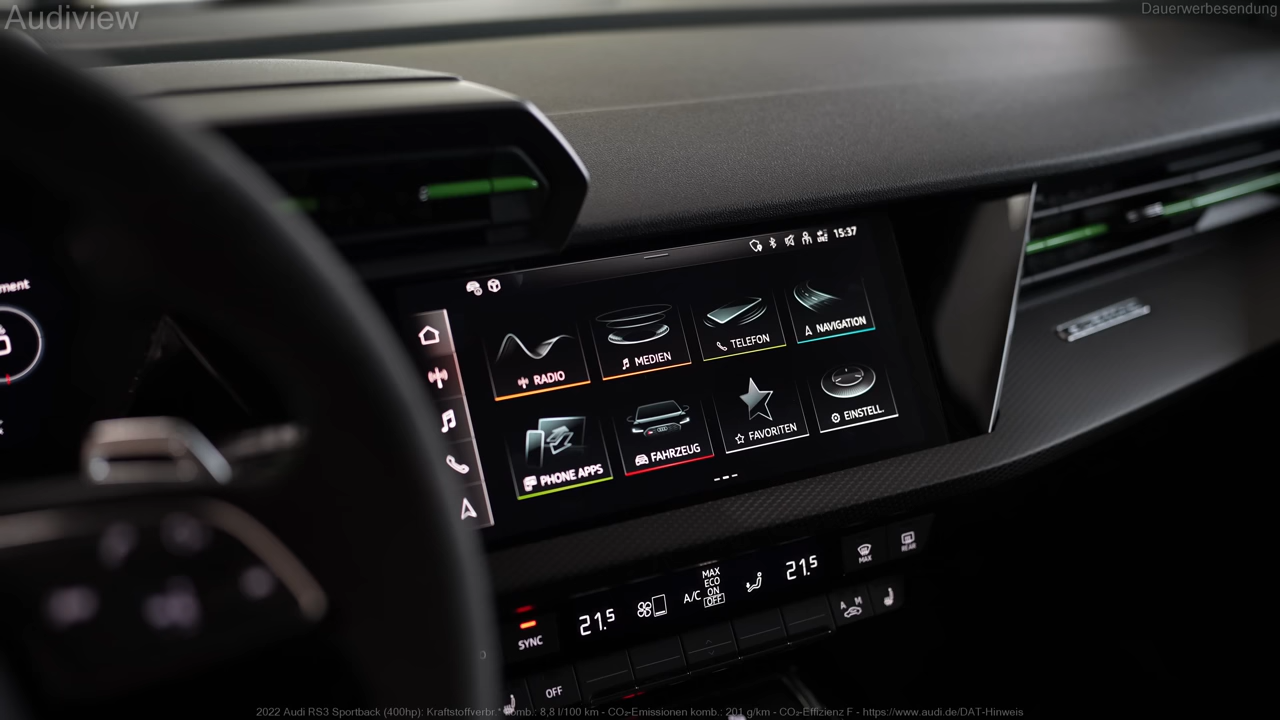 Audiview
Dauerwerbesendung
15:37
ment
RADIO
MEDIEN
TELEFON
NAVIGATION
PHONE APPS
FAHRZEUG
FAVORITEN
EINSTELL.
MAX
ECO
A/C ON
OFF
21.5
21.5
MAX
REAR
SYNC
A M
OFF
2022 Audi RS3 Sportback (400hp): Kraftstoffverbr.* komb.: 8,8 l/100 km - CO₂-Emissionen komb.: 201 g/km - CO₂-Effizienz F - https://www.audi.de/DAT-Hinweis